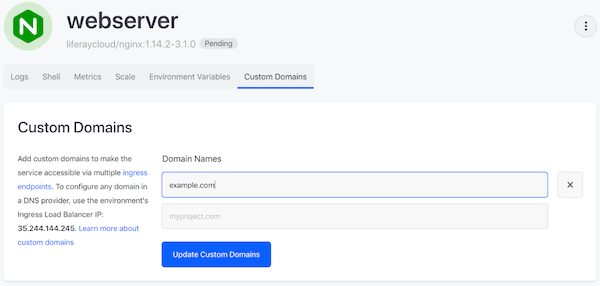 webserver
liferaycloud/nginx:1.14.2-3.1.0 Pending
Logs Shell Metrics Scale Environment Variables Custom Domains
Custom Domains
Add custom domains to make the
service accessible via multiple ingress
endpoints. To configure any domain in
a DNS provider, use the environment's
Ingress Load Balancer IP:
35.244.144.245. Learn more about
custom domains
Domain Names
example.com
myproject.com
Update Custom Domains